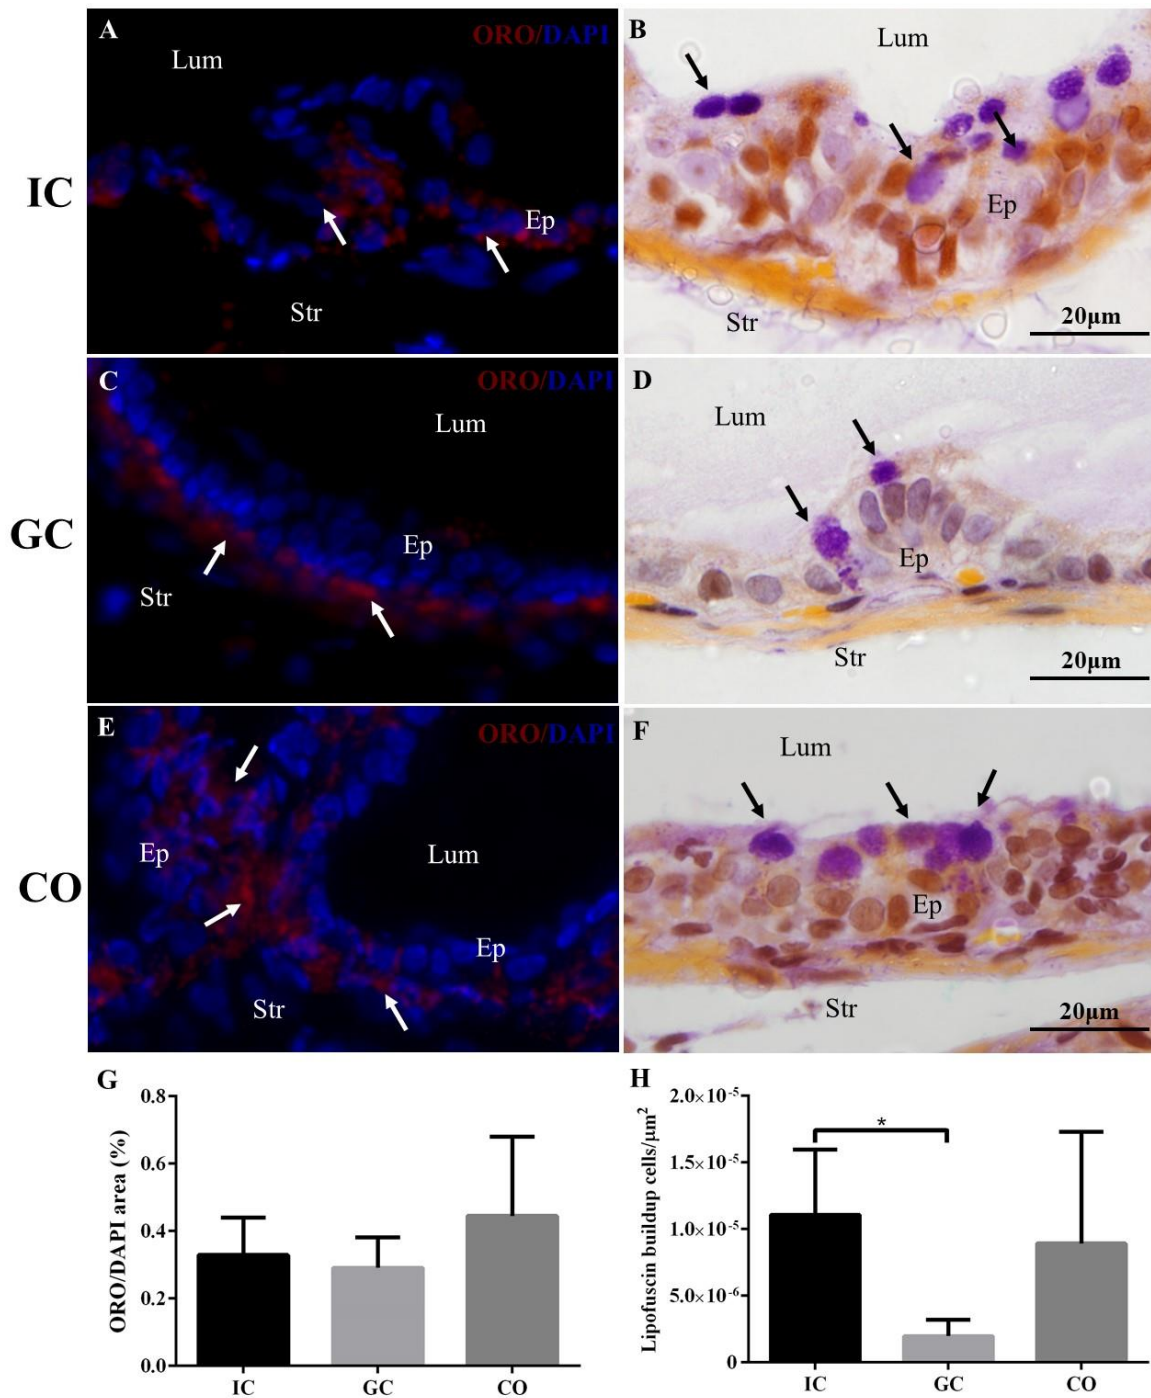 A
ORO/DAPI
Lum
Ep
Str
IC
B
Lum
Ep
Str
20μm
C
ORO/DAPI
Lum
Ep
Str
GC
D
Lum
Ep
Str
20μm
E
ORO/DAPI
Ep
Lum
Ep
Str
CO
F
Lum
Ep
Str
20μm
G
ORO/DAPI area (%)
0.8
0.6
0.4
0.2
0.0
IC GC CO
H
Lipofuscin buildup cells/μm²
2.0×10⁻⁵
1.5×10⁻⁵
1.0×10⁻⁵
5.0×10⁻⁶
0
*
IC GC CO